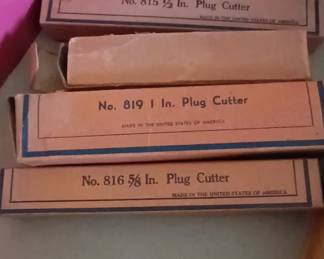 No. 815 ½ In. Plug Cutter
MADE IN THE UNITED STATES OF AMERICA
No. 819 1 In. Plug Cutter
MADE IN THE UNITED STATES OF AMERICA
No. 816 ⅝ In. Plug Cutter
MADE IN THE UNITED STATES OF AMERICA.